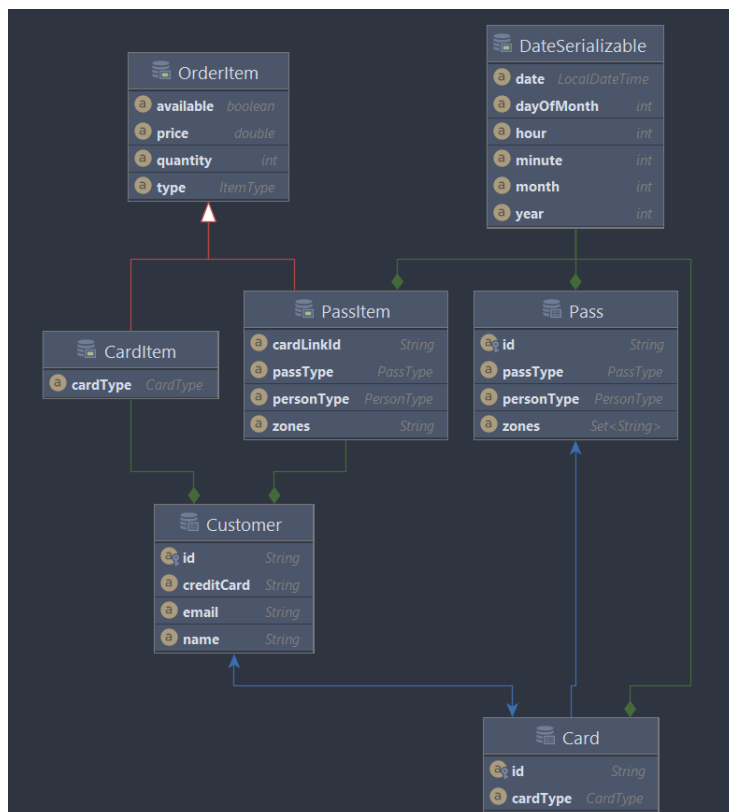 OrderItem
available boolean
price double
quantity int
type ItemType
DateSerializable
date LocalDateTime
dayOfMonth int
hour int
minute int
month int
year int
CardItem
cardType CardType
PassItem
cardLinkId String
passType PassType
personType PersonType
zones String
Pass
id String
passType PassType
personType PersonType
zones Set<String>
Customer
id String
creditCard String
email String
name String
Card
id String
cardType CardType